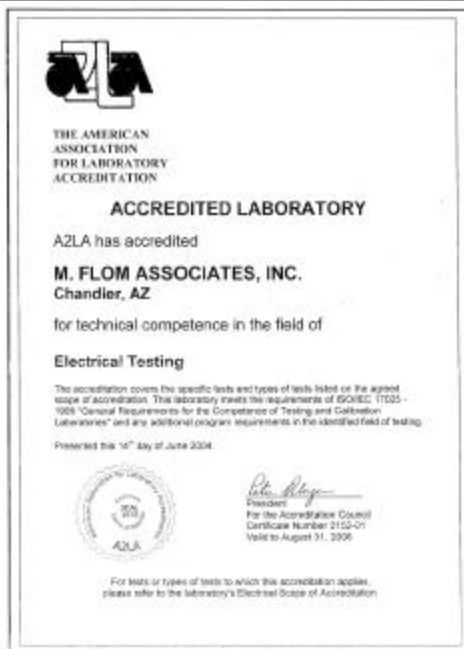 A2LA
THE AMERICAN
ASSOCIATION
FOR LABORATORY
ACCREDITATION
ACCREDITED LABORATORY
A2LA has accredited
M. FLOM ASSOCIATES, INC.
Chandler, AZ
for technical competence in the field of
Electrical Testing
The accreditation covers the specific tests and types of tests listed on the agreed
scope of accreditation. This laboratory meets the requirements of ISO/IEC 17025 -
1999 "General Requirements for the Competence of Testing and Calibration
Laboratories" and any additional program requirements in the identified field of testing.
Presented this 14th day of June 2004.
President
For the Accreditation Council
Certificate Number 2152-01
Valid to August 31, 2006
SEAL
A2LA
For tests or types of tests to which this accreditation applies,
please refer to the laboratory's Electrical Scope of Accreditation